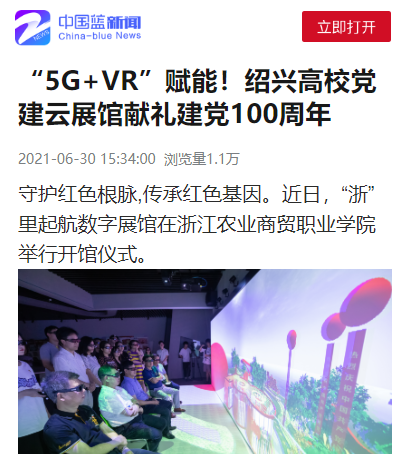 中国蓝新闻
China-blue News
NEWS
立即打开
“5G+VR”赋能！绍兴高校党
建云展馆献礼建党100周年
2021-06-30 15:34:00 浏览量1.1万
守护红色根脉,传承红色基因。近日，“浙”
里起航数字展馆在浙江农业商贸职业学院
举行开馆仪式。